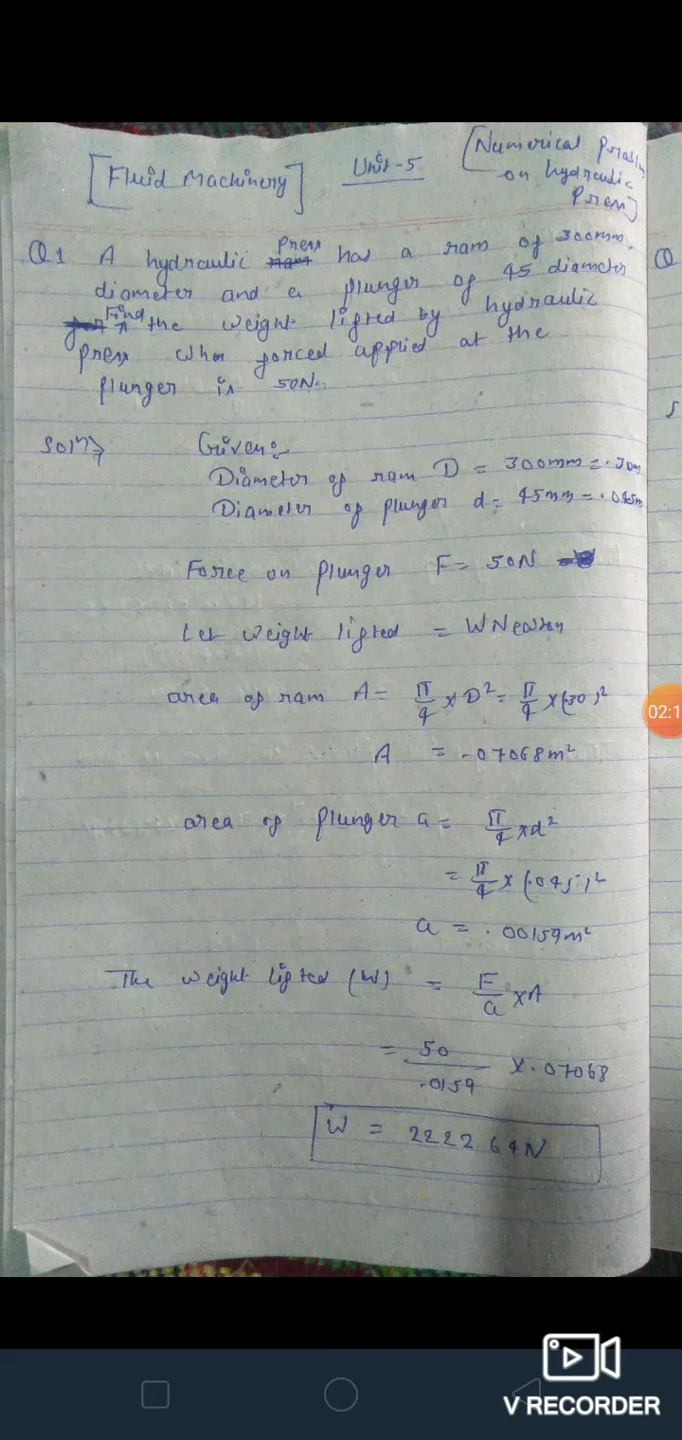 [Fluid Machinery]
Unit-5
[Numerical Problem
on hydraulic
Press]
Q1 A hydraulic press has a ram of 300mm.
diameter and a plunger of 45 diameter
Find the weight lifted by hydraulic
press when forced applied at the
plunger is 50N.
Q
S
Soln⇒ Given:
Diameter of ram D = 300mm = .30m
Diameter of plunger d = 45mm = .045m
Force on plunger F = 50N
Let weight lifted = W Newton
area of ram A = π/4 × D² = π/4 × (.30)²
A = .07068m²
area of plunger a = π/4 × d²
= π/4 × (.045)²
a = .00159m²
The weight lifted (W) = F/a × A
= 50/.0159 × .07068
W = 2222 64N
02:1
V RECORDER